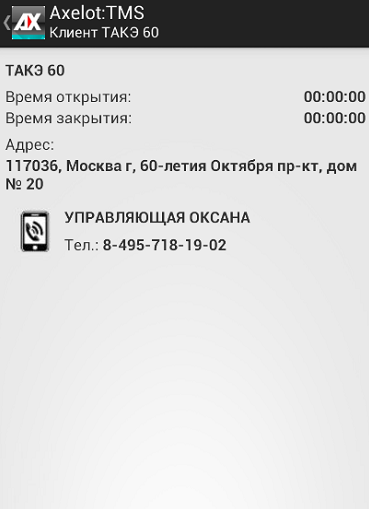 AX
Axelot:TMS
Клиент ТАКЭ 60
ТАКЭ 60
Время открытия: 00:00:00
Время закрытия: 00:00:00
Адрес:
117036, Москва г, 60-летия Октября пр-кт, дом
№ 20
УПРАВЛЯЮЩАЯ ОКСАНА
Тел.: 8-495-718-19-02